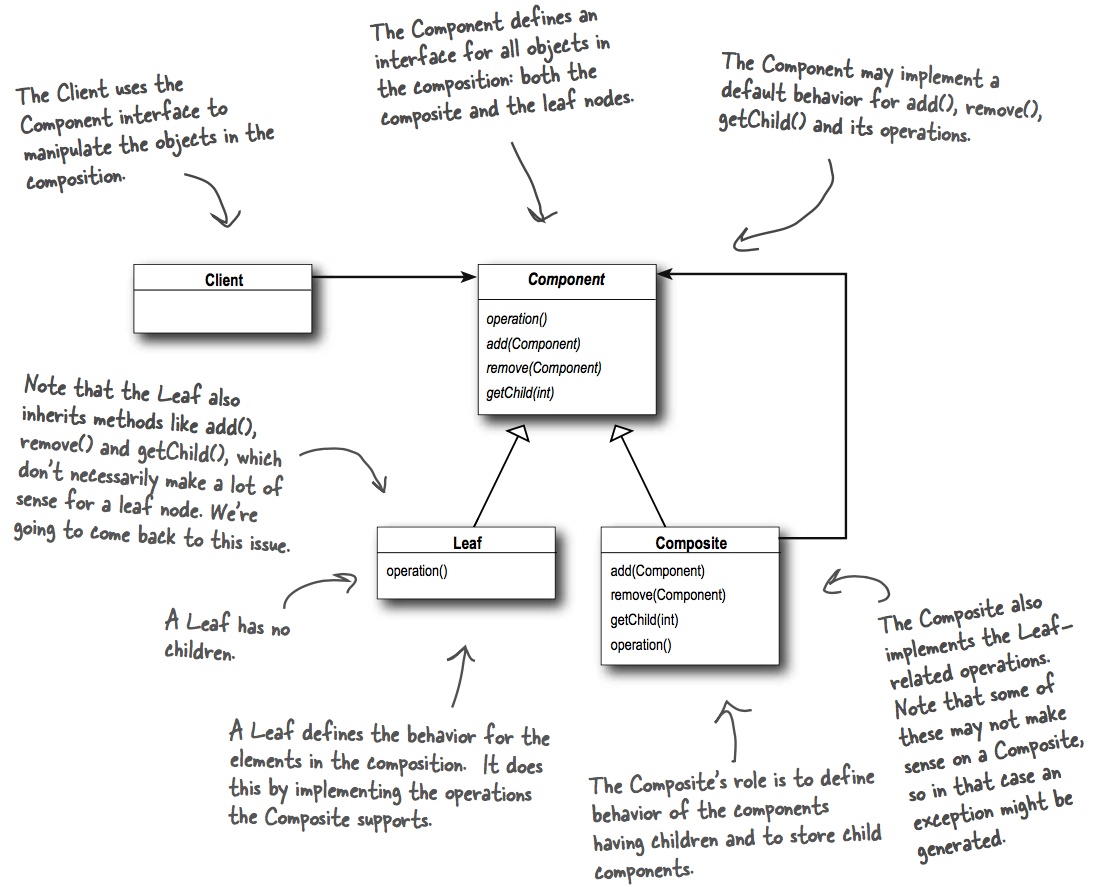 The Component defines an
interface for all objects in
the composition: both the
composite and the leaf nodes.
The Client uses the
Component interface to
manipulate the objects in the
composition.
The Component may implement a
default behavior for add(), remove(),
getChild() and its operations.
Client
Component
operation()
add(Component)
remove(Component)
getChild(int)
Note that the Leaf also
inherits methods like add(),
remove() and getChild(), which
don't necessarily make a lot of
sense for a leaf node. We're
going to come back to this issue.
Leaf
operation()
Composite
add(Component)
remove(Component)
getChild(int)
operation()
A Leaf has no
children.
The Composite also
implements the Leaf-
related operations.
Note that some of
these may not make
sense on a Composite,
so in that case an
exception might be
generated.
A Leaf defines the behavior for the
elements in the composition. It does
this by implementing the operations
the Composite supports.
The Composite's role is to define
behavior of the components
having children and to store child
components.